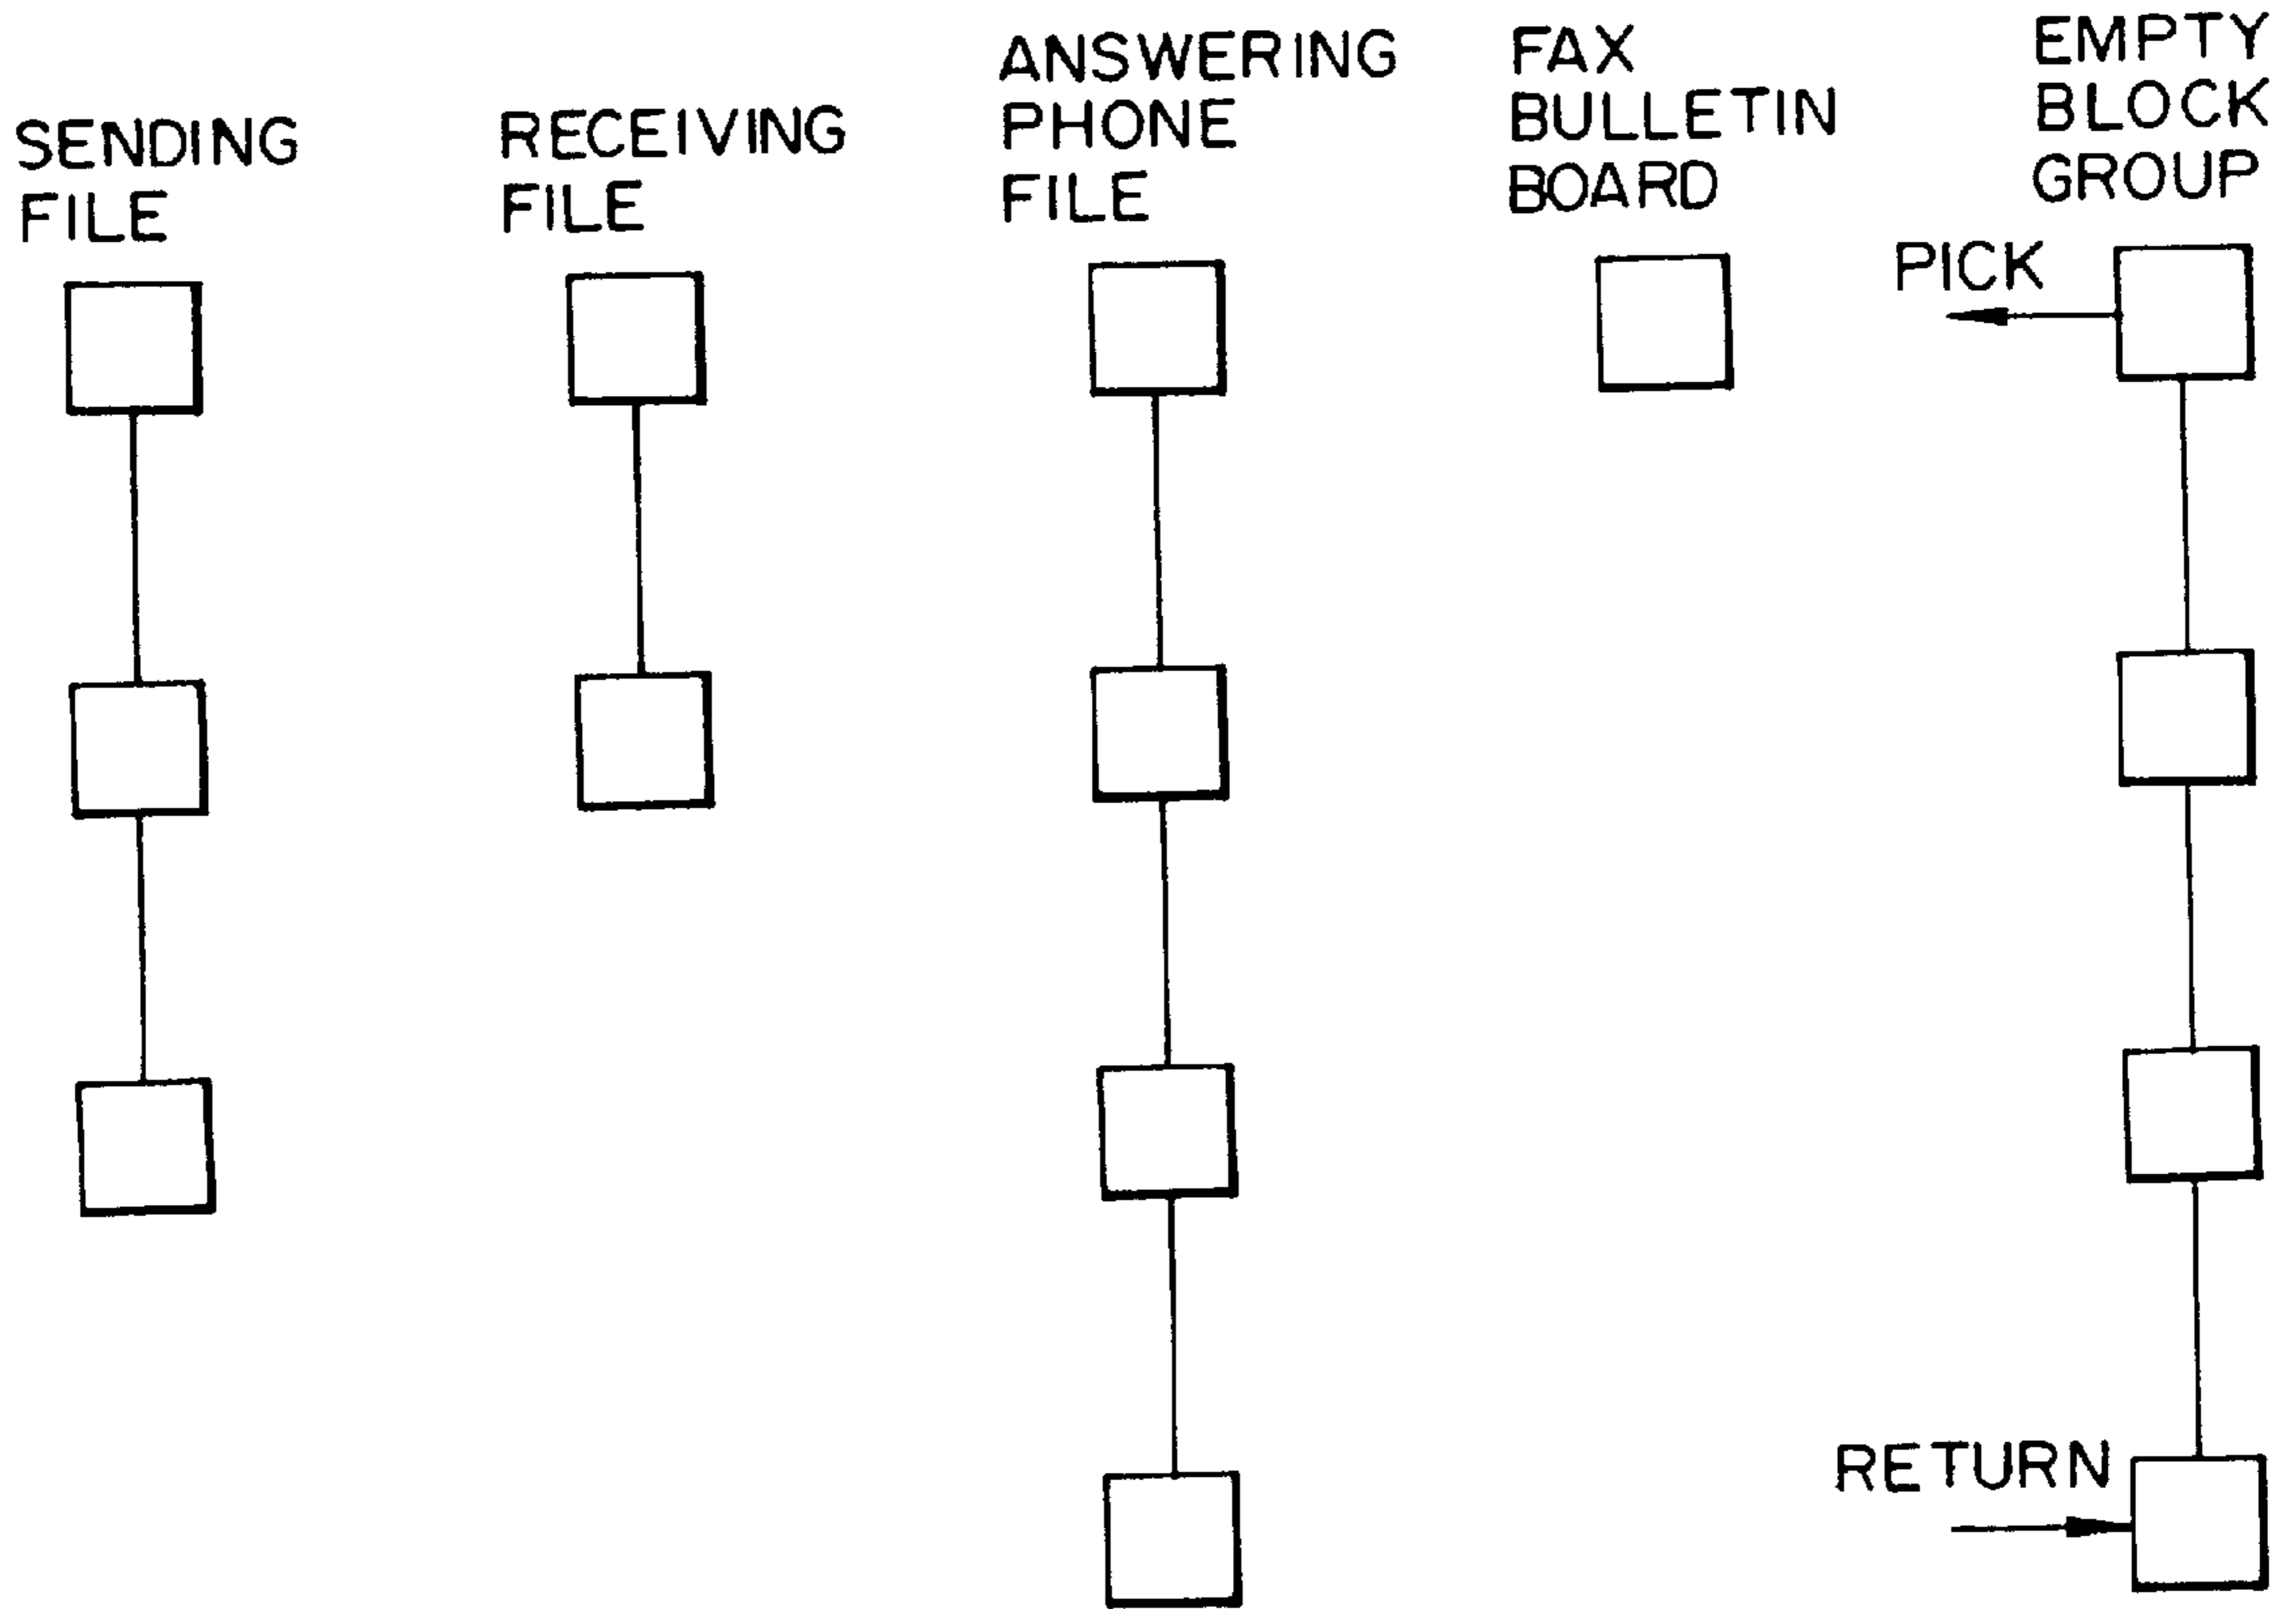 SENDING
FILE
RECEIVING
FILE
ANSWERING
PHONE
FILE
FAX
BULLETIN
BOARD
EMPTY
BLOCK
GROUP
PICK
RETURN